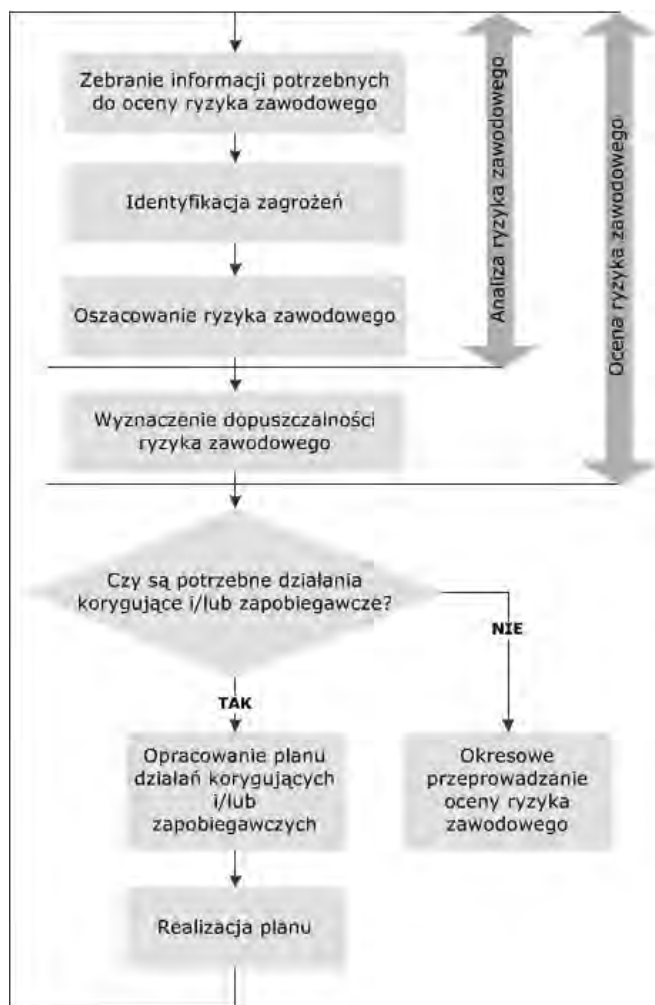 Zebranie informacji potrzebnych
do oceny ryzyka zawodowego
Identyfikacja zagrożeń
Oszacowanie ryzyka zawodowego
Analiza ryzyka zawodowego
Ocena ryzyka zawodowego
Wyznaczenie dopuszczalności
ryzyka zawodowego
Czy są potrzebne działania
korygujące i/lub zapobiegawcze?
NIE
TAK
Opracowanie planu
działań korygujących
i/lub
zapobiegawczych
Okresowe
przeprowadzanie
oceny ryzyka
zawodowego
Realizacja planu